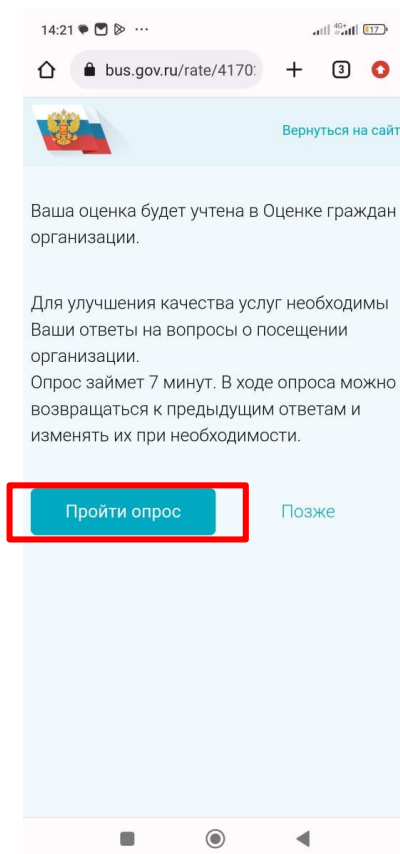 14:21
4G+
17
bus.gov.ru/rate/4170
3
Вернуться на сайт
Ваша оценка будет учтена в Оценке граждан
организации.
Для улучшения качества услуг необходимы
Ваши ответы на вопросы о посещении
организации.
Опрос займет 7 минут. В ходе опроса можно
возвращаться к предыдущим ответам и
изменять их при необходимости.
Пройти опрос
Позже